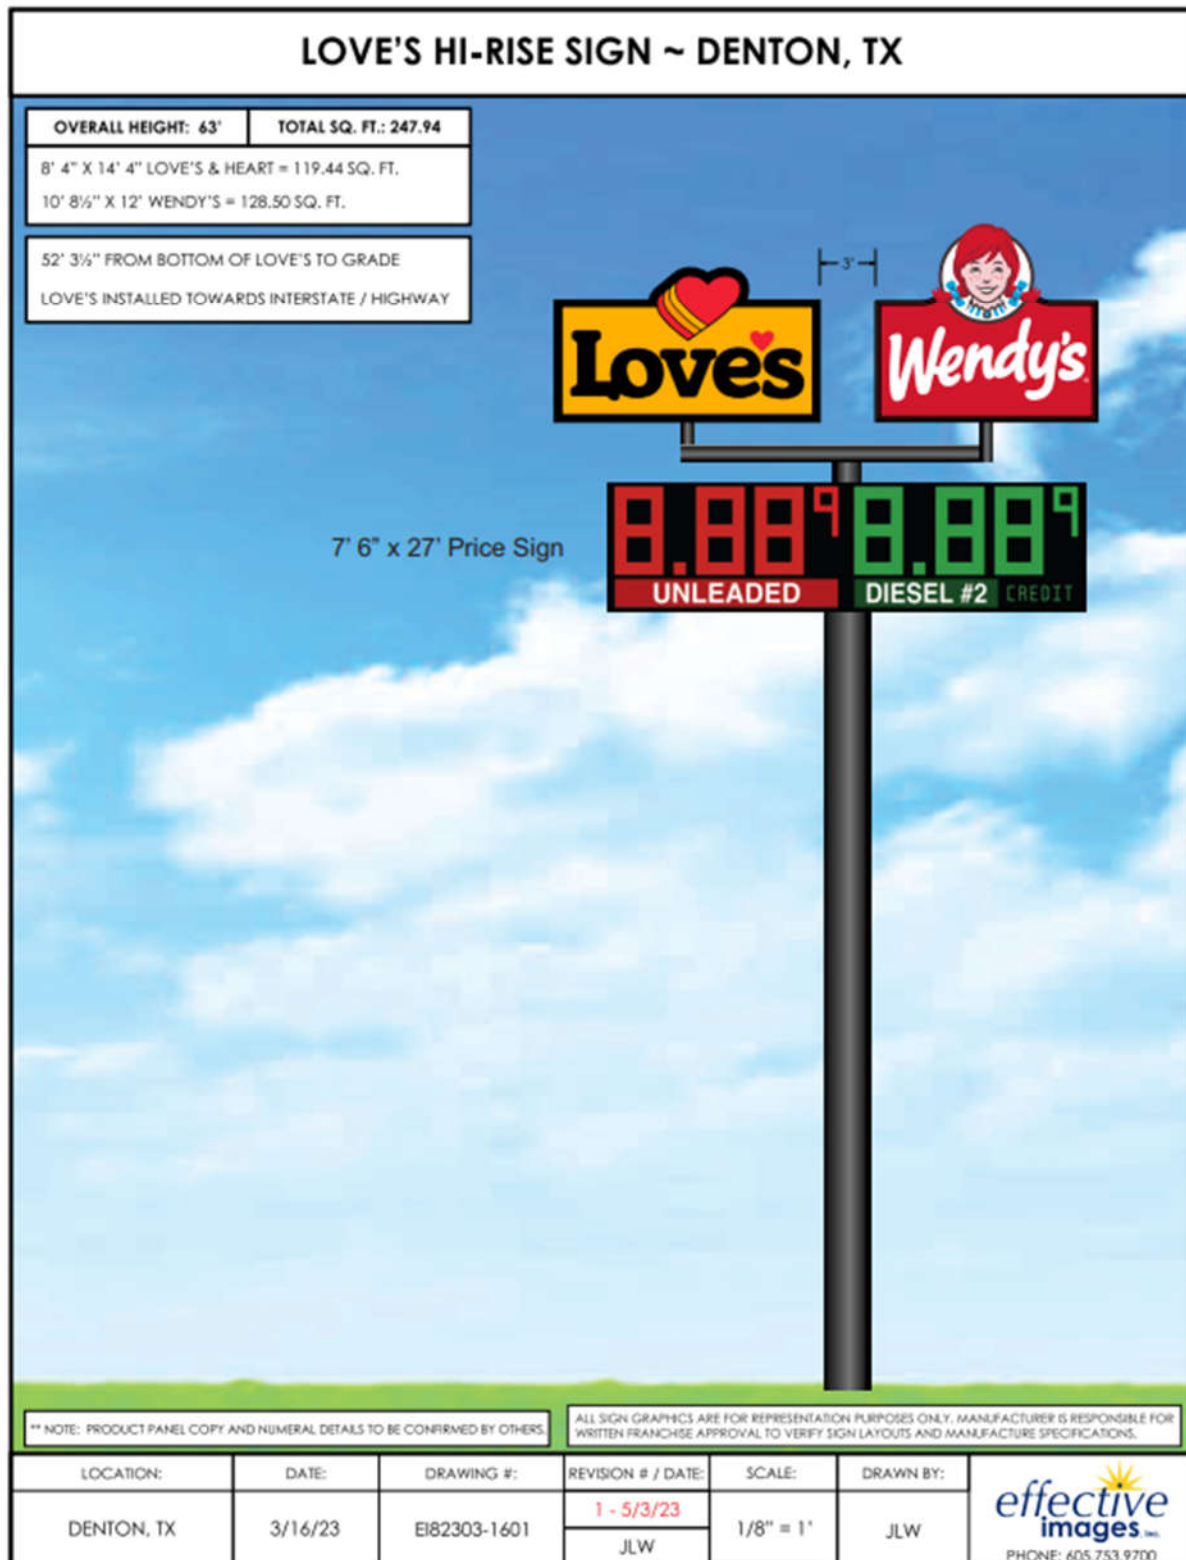 LOVE'S HI-RISE SIGN ~ DENTON, TX
OVERALL HEIGHT: 63'
TOTAL SQ. FT.: 247.94
8' 4" X 14' 4" LOVE'S & HEART = 119.44 SQ. FT.
10' 8½" X 12' WENDY'S = 128.50 SQ. FT.
52' 3½" FROM BOTTOM OF LOVE'S TO GRADE
LOVE'S INSTALLED TOWARDS INTERSTATE / HIGHWAY
3'
Love's
Wendy's
7' 6" x 27' Price Sign
8.88 9 8.88 9
UNLEADED
DIESEL #2
CREDIT
** NOTE: PRODUCT PANEL COPY AND NUMERAL DETAILS TO BE CONFIRMED BY OTHERS.
ALL SIGN GRAPHICS ARE FOR REPRESENTATION PURPOSES ONLY. MANUFACTURER IS RESPONSIBLE FOR
WRITTEN FRANCHISE APPROVAL TO VERIFY SIGN LAYOUTS AND MANUFACTURE SPECIFICATIONS.
LOCATION:
DENTON, TX
DATE:
3/16/23
DRAWING #:
EI82303-1601
REVISION # / DATE:
1 - 5/3/23
JLW
SCALE:
1/8" = 1'
DRAWN BY:
JLW
effective
images, inc.
PHONE: 605.753.9700